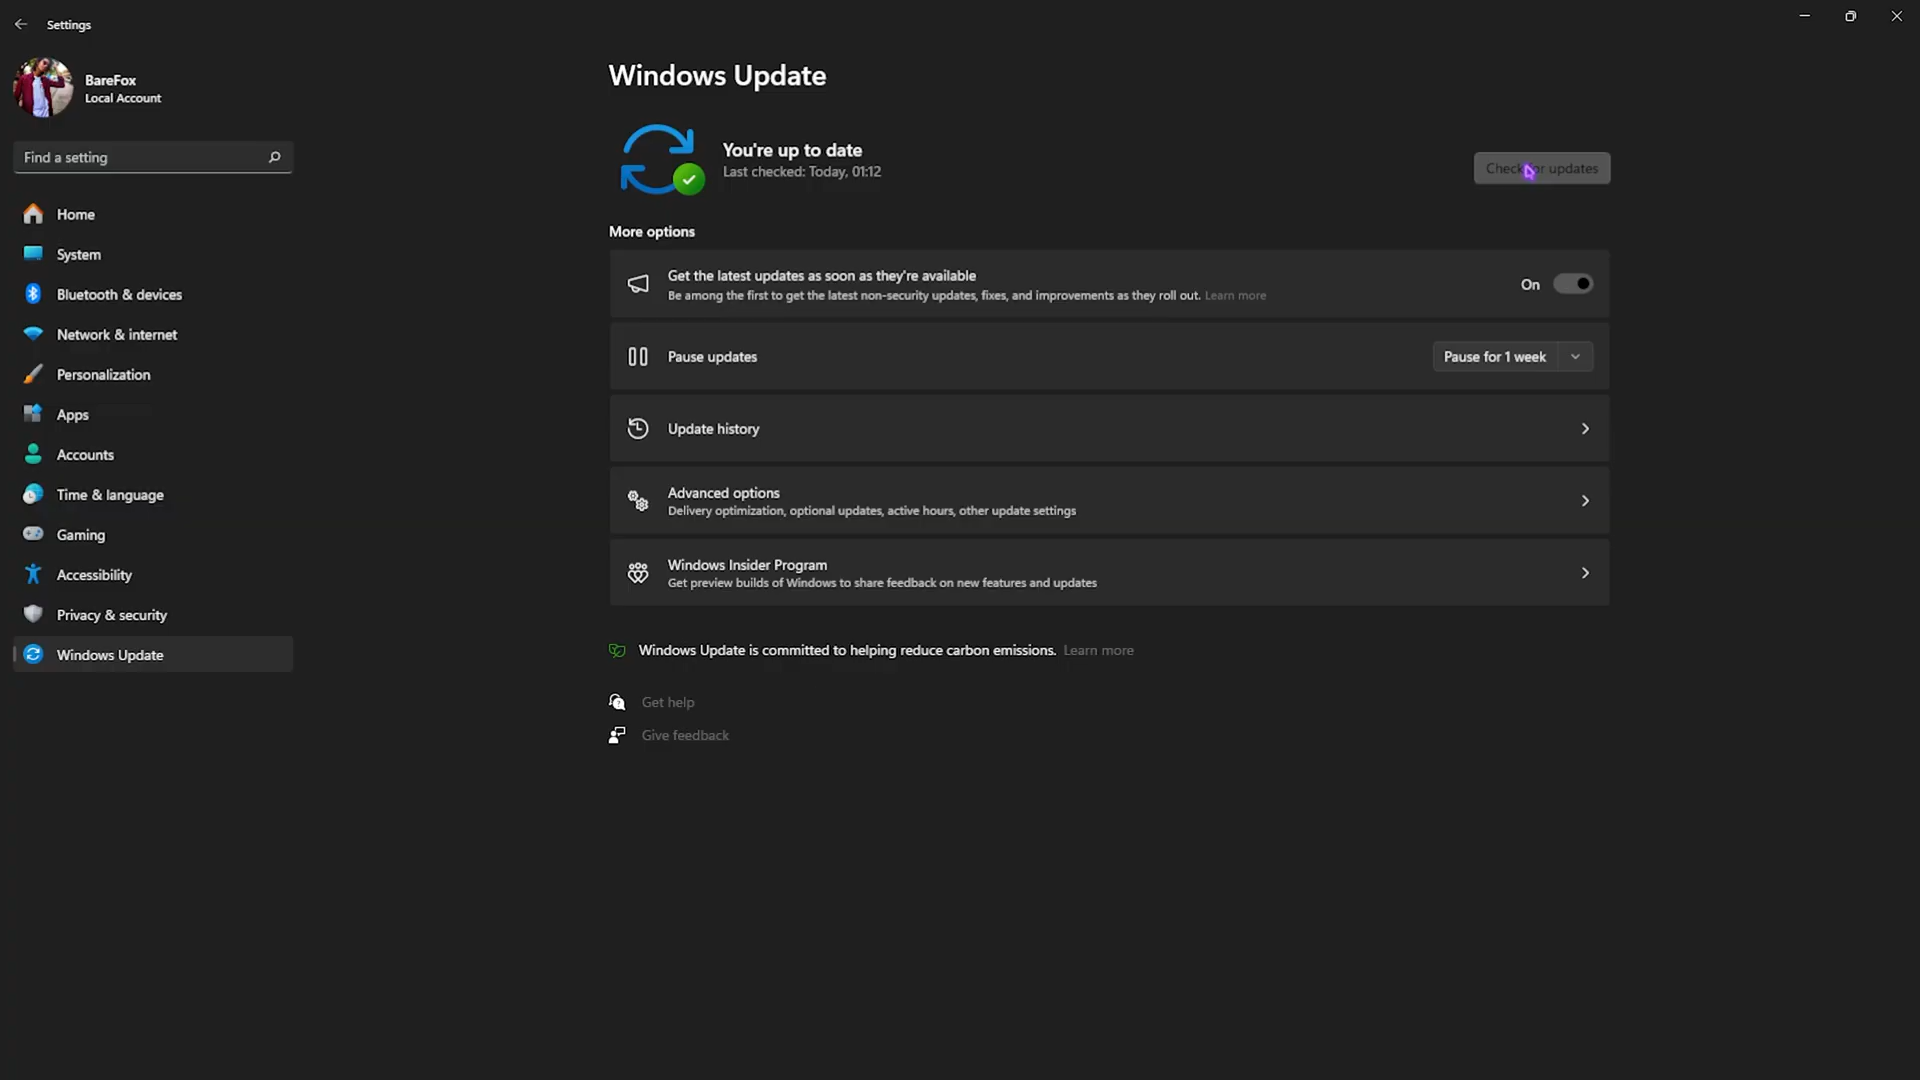 Settings
BareFox
Local Account
Find a setting
Home
System
Bluetooth & devices
Network & internet
Personalization
Apps
Accounts
Time & language
Gaming
Accessibility
Privacy & security
Windows Update
Windows Update
You're up to date
Last checked: Today, 01:12
Check for updates
More options
Get the latest updates as soon as they're available
Be among the first to get the latest non-security updates, fixes, and improvements as they roll out. Learn more
On
Pause updates
Pause for 1 week
Update history
Advanced options
Delivery optimization, optional updates, active hours, other update settings
Windows Insider Program
Get preview builds of Windows to share feedback on new features and updates
Windows Update is committed to helping reduce carbon emissions. Learn more
Get help
Give feedback